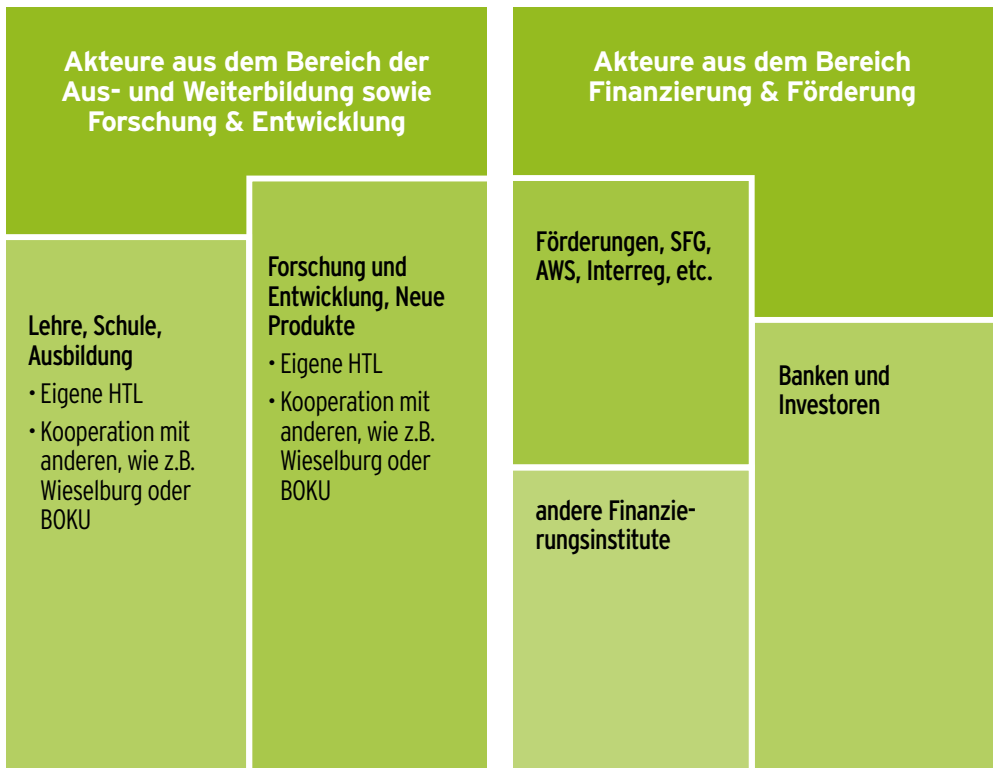 Akteure aus dem Bereich der
Aus- und Weiterbildung sowie
Forschung & Entwicklung
Lehre, Schule,
Ausbildung
· Eigene HTL
· Kooperation mit
anderen, wie z.B.
Wieselburg oder
BOKU
Forschung und
Entwicklung, Neue
Produkte
· Eigene HTL
· Kooperation mit
anderen, wie z.B.
Wieselburg oder
BOKU
Akteure aus dem Bereich
Finanzierung & Förderung
Förderungen, SFG,
AWS, Interreg, etc.
andere Finanzie-
rungsinstitute
Banken und
Investoren